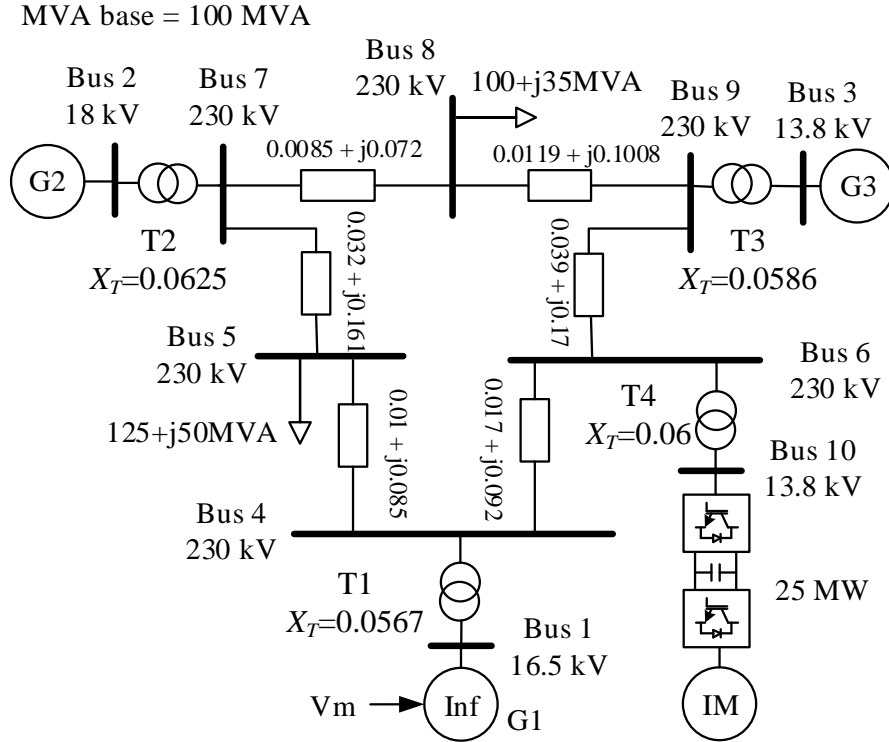 MVA base = 100 MVA
Bus 8
230 kV
100+j35MVA
Bus 2
18 kV
Bus 7
230 kV
Bus 9
230 kV
Bus 3
13.8 kV
0.0085 + j0.072
0.0119 + j0.1008
G2
G3
T2
X_T=0.0625
0.032 + j0.161
0.039 + j0.17
T3
X_T=0.0586
Bus 5
230 kV
Bus 6
230 kV
125+j50MVA
0.01 + j0.085
0.017 + j0.092
T4
X_T=0.06
Bus 10
13.8 kV
Bus 4
230 kV
T1
X_T=0.0567
25 MW
Bus 1
16.5 kV
Vm
Inf
G1
IM